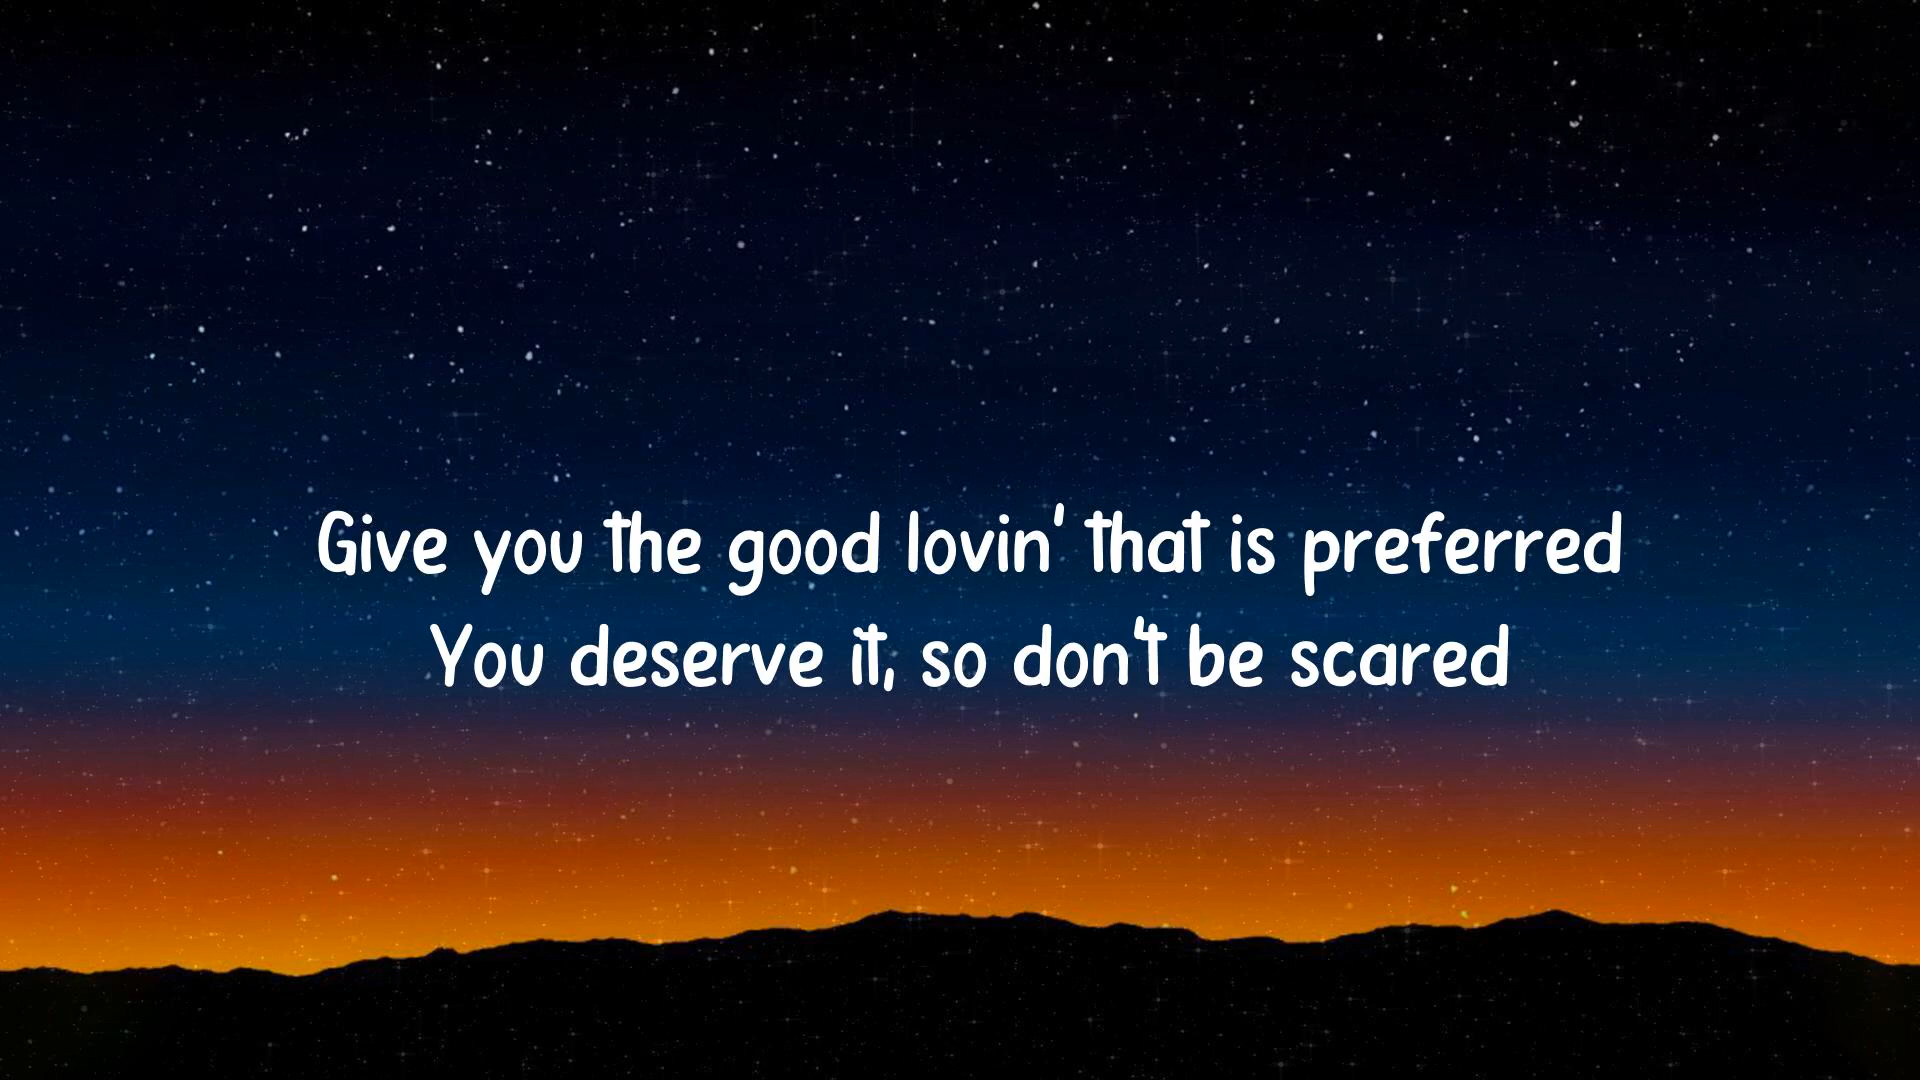 Give you the good lovin' that is preferred
You deserve it, so don't be scared